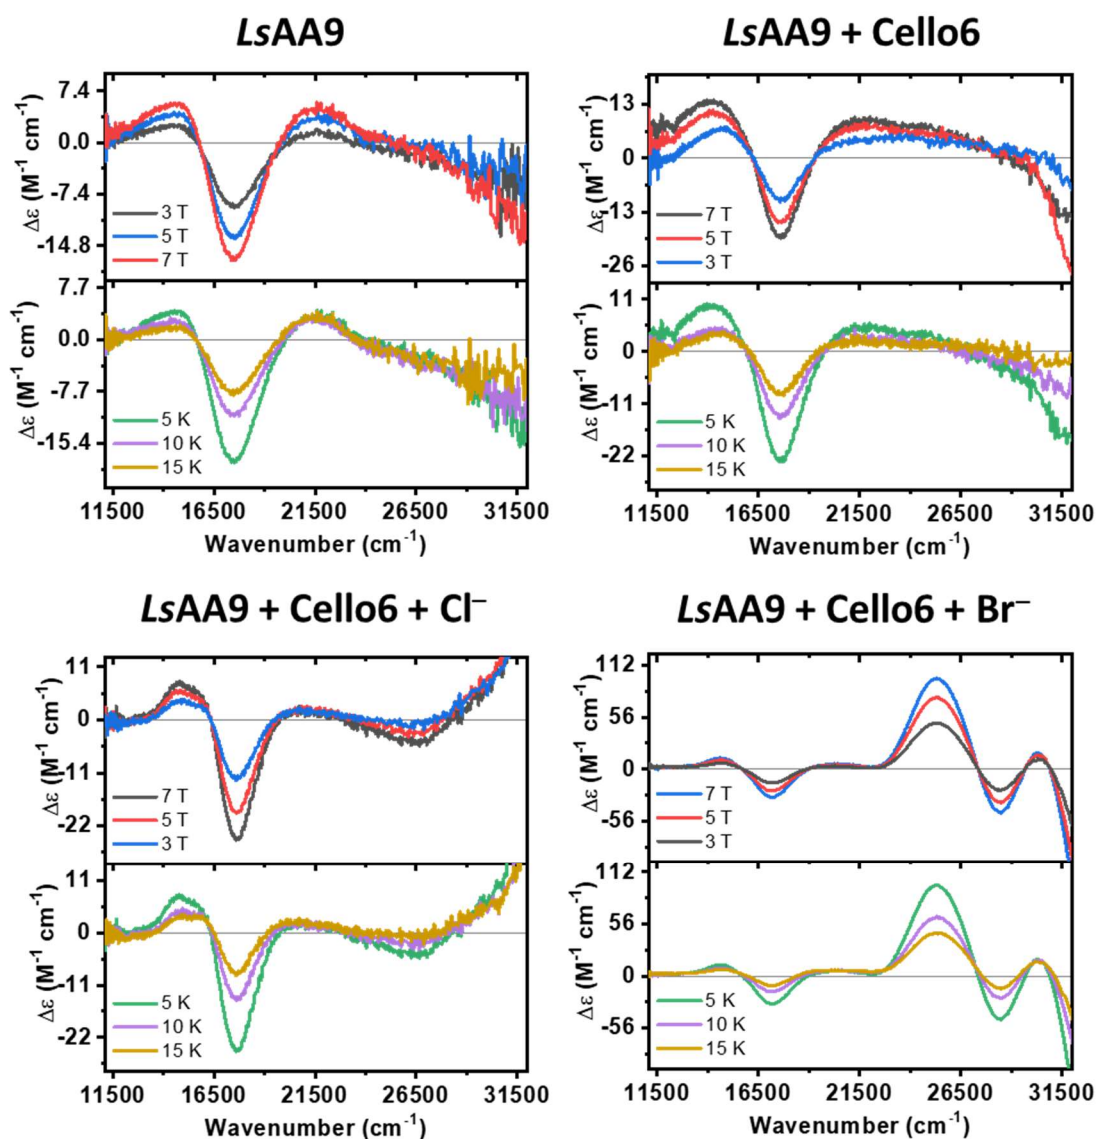 LsAA9
Δε (M⁻¹ cm⁻¹)
7.4
0.0
-7.4
-14.8
3 T
5 T
7 T
Δε (M⁻¹ cm⁻¹)
7.7
0.0
-7.7
-15.4
5 K
10 K
15 K
11500 16500 21500 26500 31500
Wavenumber (cm⁻¹)
LsAA9 + Cello6
Δε (M⁻¹ cm⁻¹)
13
0
-13
-26
7 T
5 T
3 T
Δε (M⁻¹ cm⁻¹)
11
0
-11
-22
5 K
10 K
15 K
11500 16500 21500 26500 31500
Wavenumber (cm⁻¹)
LsAA9 + Cello6 + Cl⁻
Δε (M⁻¹ cm⁻¹)
11
0
-11
-22
7 T
5 T
3 T
Δε (M⁻¹ cm⁻¹)
11
0
-11
-22
5 K
10 K
15 K
11500 16500 21500 26500 31500
Wavenumber (cm⁻¹)
LsAA9 + Cello6 + Br⁻
Δε (M⁻¹ cm⁻¹)
112
56
0
-56
7 T
5 T
3 T
Δε (M⁻¹ cm⁻¹)
112
56
0
-56
5 K
10 K
15 K
11500 16500 21500 26500 31500
Wavenumber (cm⁻¹)